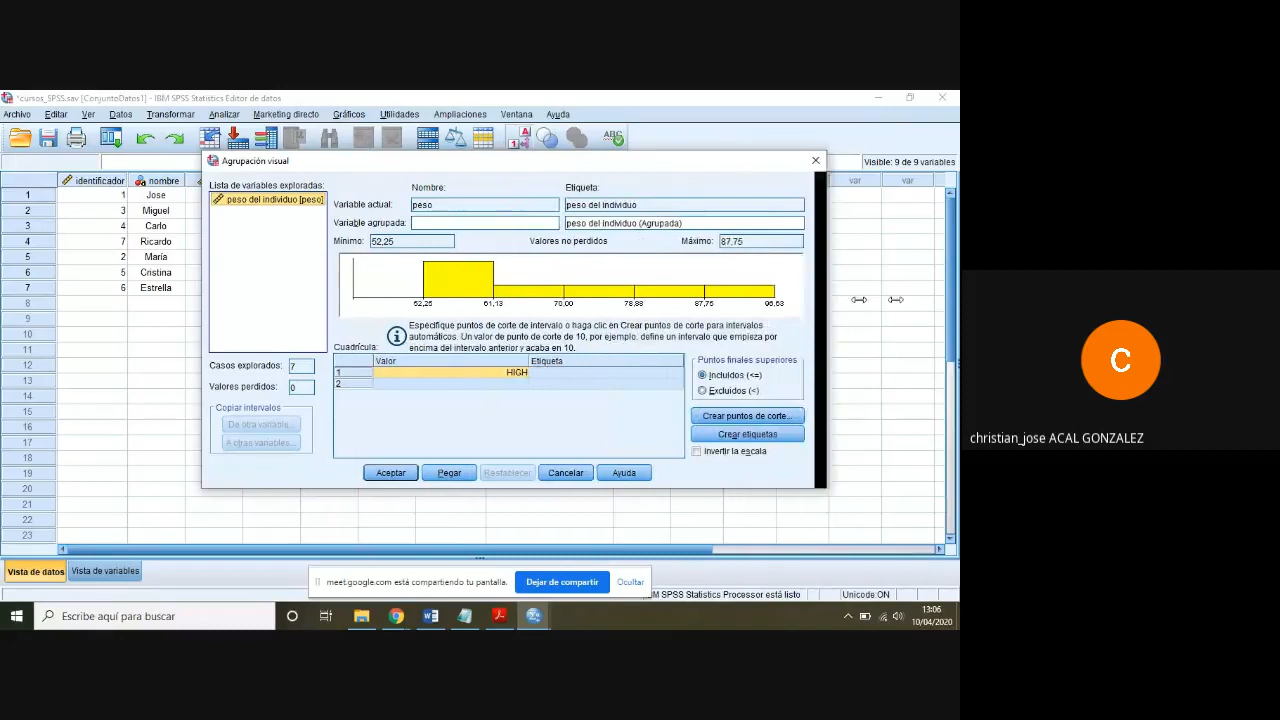 *cursos_SPSS.sav [ConjuntoDatos1] - IBM SPSS Statistics Editor de datos
Archivo Editar Ver Datos Transformar Analizar Marketing directo Gráficos Utilidades Ampliaciones Ventana Ayuda
Visible: 9 de 9 variables
identificador nombre var var
1 1 Jose
2 3 Miguel
3 4 Carlo
4 7 Ricardo
5 2 María
6 5 Cristina
7 6 Estrella
8
9
10
11
12
13
14
15
16
17
18
19
20
21
22
23
Agrupación visual
Lista de variables exploradas:
peso del individuo [peso]
Nombre: Etiqueta:
Variable actual: peso peso del individuo
Variable agrupada: peso del individuo (Agrupada)
Mínimo: 52,25 Valores no perdidos Máximo: 87,75
52,25 61,13 70,00 78,88 87,75 96,63
Especifique puntos de corte de intervalo o haga clic en Crear puntos de corte para intervalos
automáticos. Un valor de punto de corte de 10, por ejemplo. define un intervalo que empieza por
encima del intervalo anterior y acaba en 10.
Cuadrícula:
Valor Etiqueta
1 HIGH
2
Casos explorados: 7
Valores perdidos: 0
Copiar intervalos
De otra variable...
A otras variables...
Puntos finales superiores
Incluidos (<=)
Excluidos (<)
Crear puntos de corte...
Crear etiquetas
Invertir la escala
Aceptar Pegar Restablecer Cancelar Ayuda
Vista de datos Vista de variables
meet.google.com está compartiendo tu pantalla. Dejar de compartir Ocultar
IBM SPSS Statistics Processor está listo Unicode:ON
Escribe aquí para buscar
13:06
10/04/2020
C
christian_jose ACAL GONZALEZ